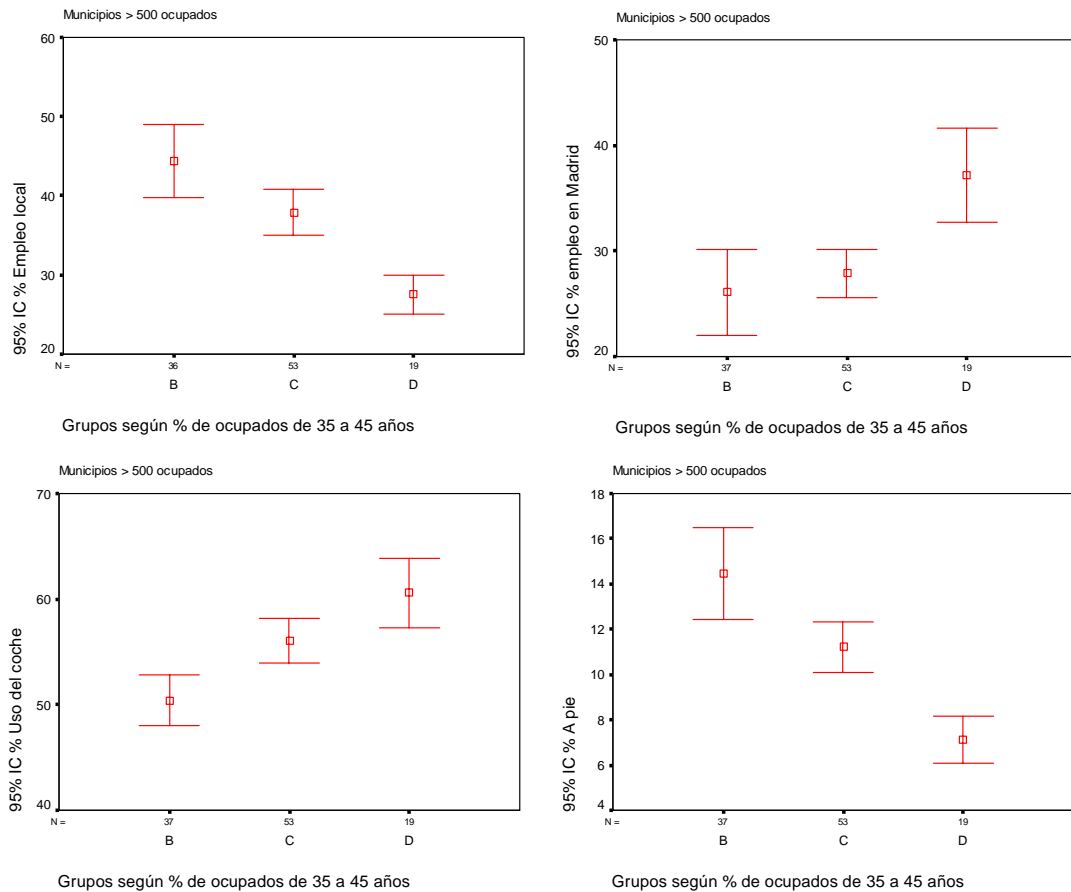 Municipios > 500 ocupados
60
50
40
30
20
95% IC % Empleo local
N = 36 53 19
B C D
Grupos según % de ocupados de 35 a 45 años
Municipios > 500 ocupados
50
40
30
20
95% IC % empleo en Madrid
N = 37 53 19
B C D
Grupos según % de ocupados de 35 a 45 años
Municipios > 500 ocupados
70
60
50
40
95% IC % Uso del coche
N = 37 53 19
B C D
Grupos según % de ocupados de 35 a 45 años
Municipios > 500 ocupados
18
16
14
12
10
8
6
4
95% IC % A pie
N = 37 53 19
B C D
Grupos según % de ocupados de 35 a 45 años